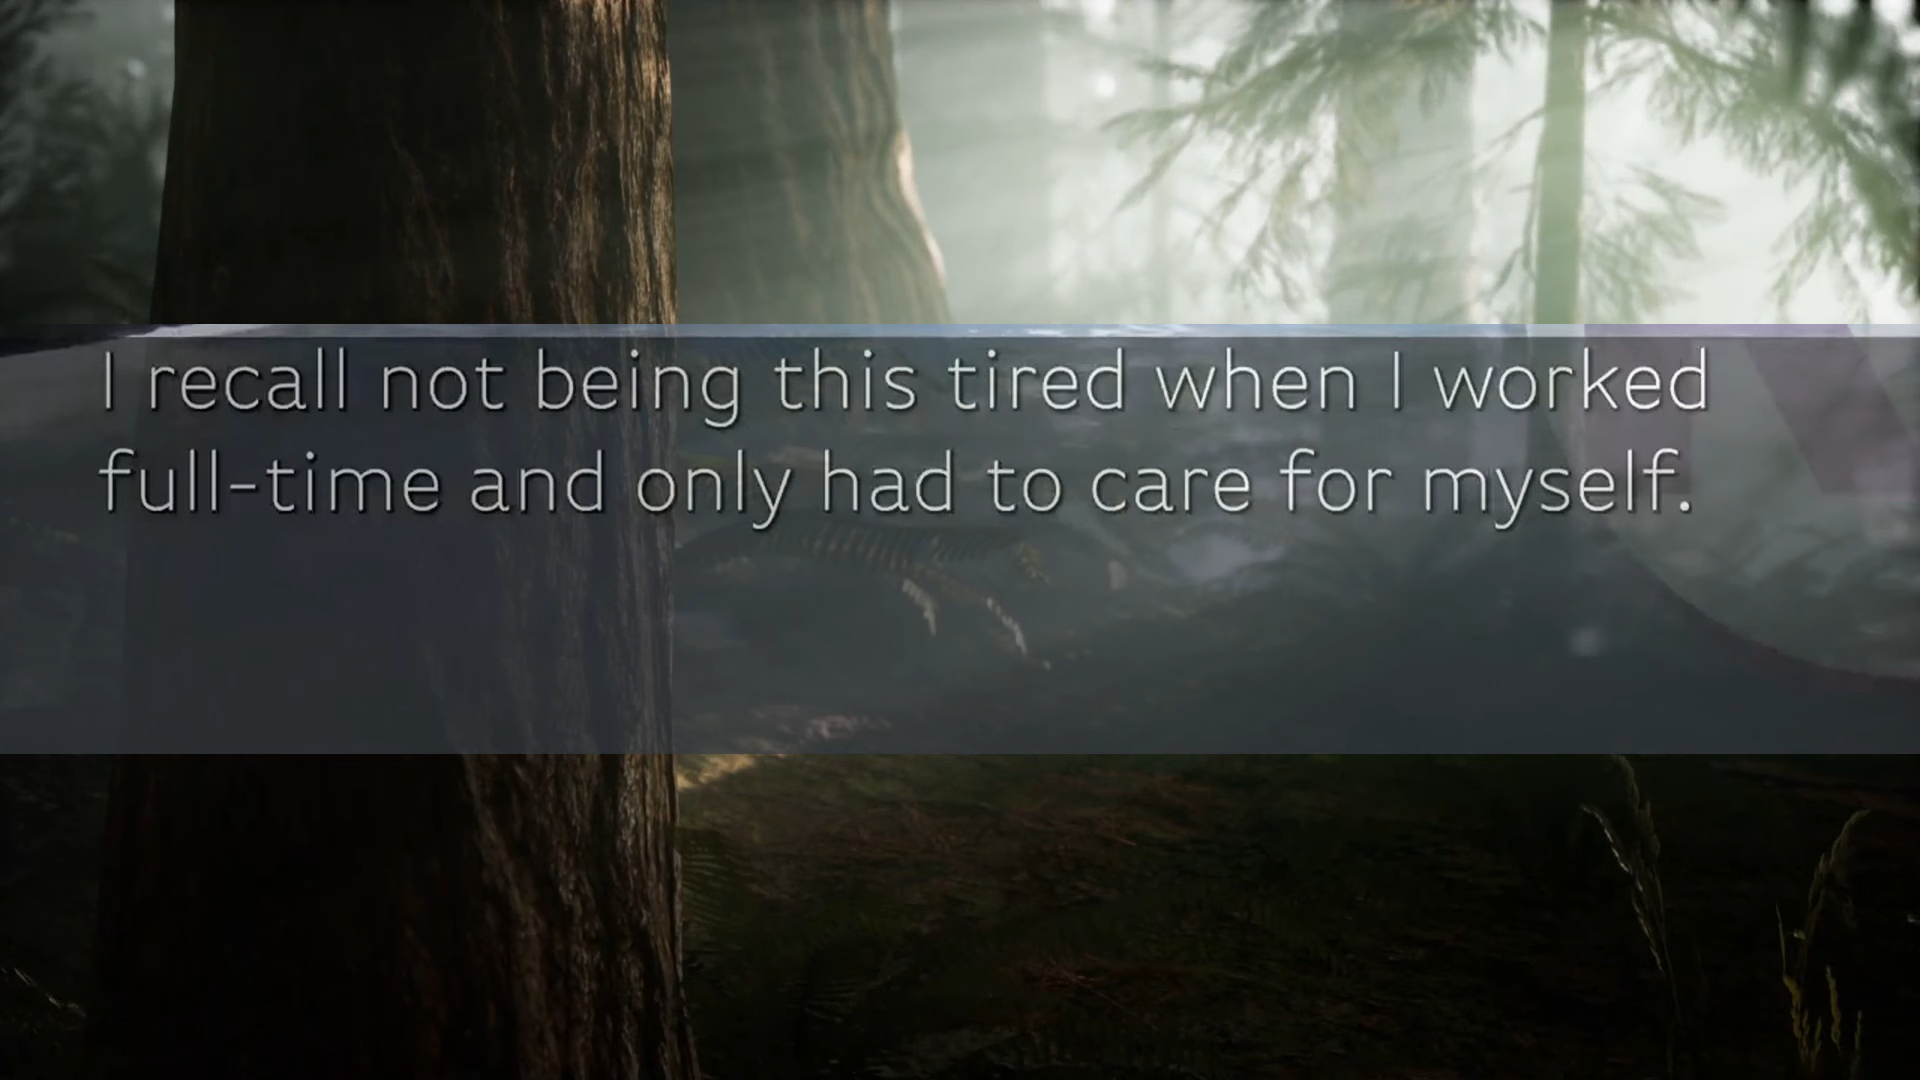 I recall not being this tired when I worked
full-time and only had to care for myself.